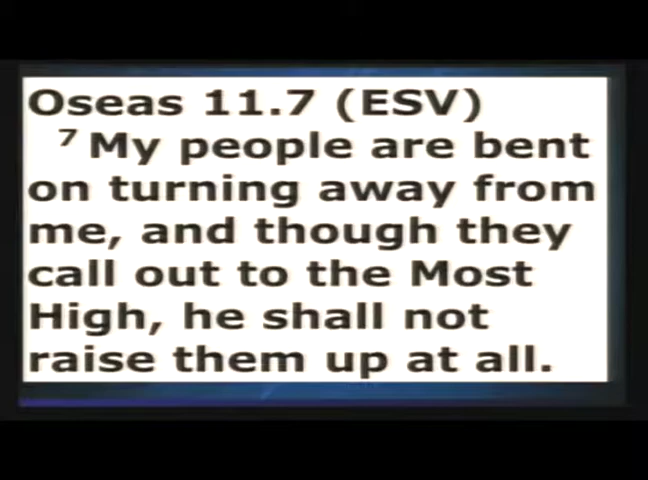 Oseas 11.7 (ESV)
7 My people are bent
on turning away from
me, and though they
call out to the Most
High, he shall not
raise them up at all.